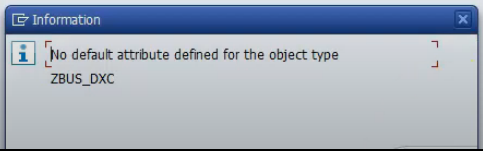 Information
No default attribute defined for the object type
ZBUS_DXC